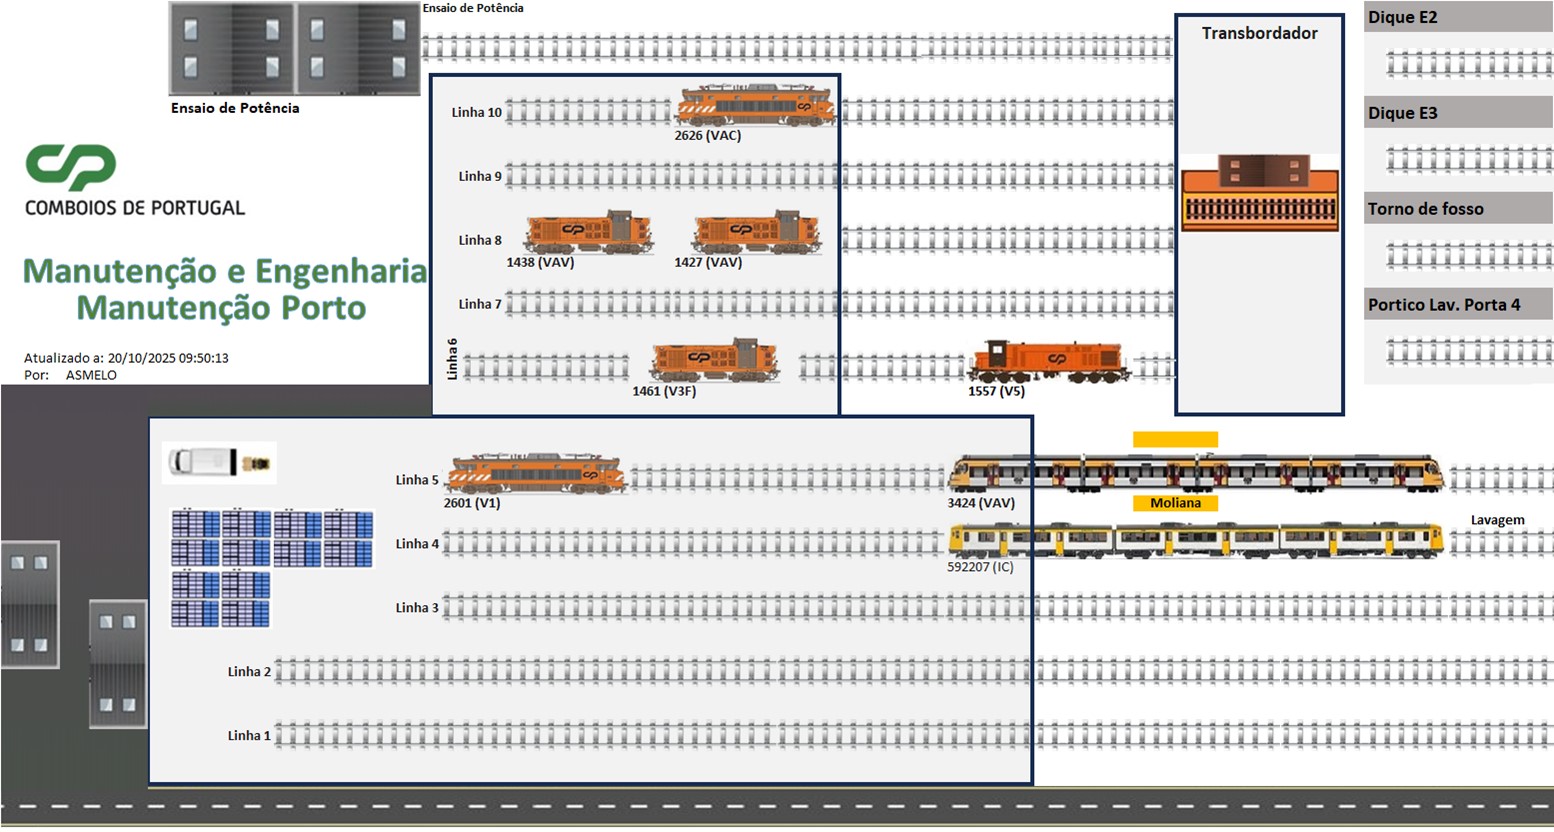 Ensaio de Potência
Ensaio de Potência
CP
COMBOIOS DE PORTUGAL
Manutenção e Engenharia
Manutenção Porto
Atualizado a: 20/10/2025 09:50:13
Por: ASMELO
Linha 10
2626 (VAC)
Linha 9
Linha 8
1438 (VAV)
1427 (VAV)
Linha 7
Linha 6
1461 (V3F)
1557 (V5)
Transbordador
Dique E2
Dique E3
Torno de fosso
Portico Lav. Porta 4
Linha 5
2601 (V1)
3424 (VAV)
Moliana
Linha 4
592207 (IC)
Lavagem
Linha 3
Linha 2
Linha 1